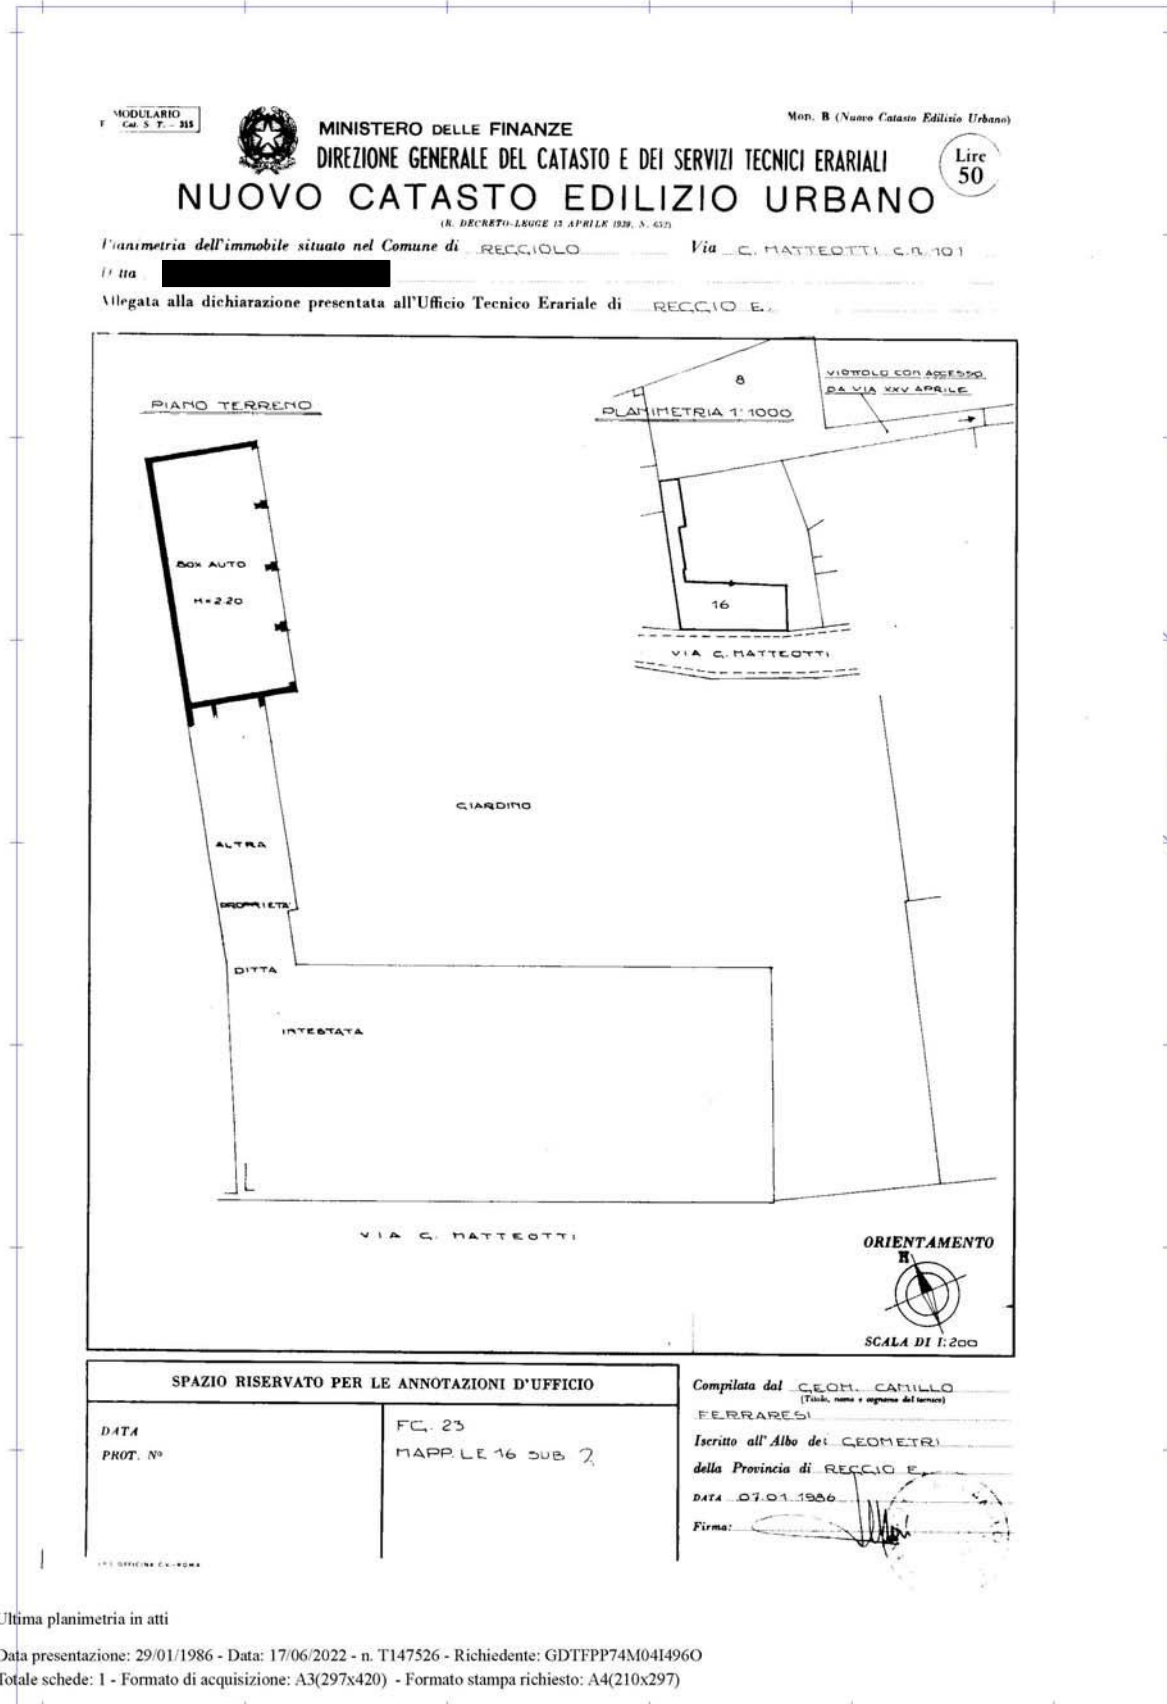 MODULARIO
F Cat. S. T. - 315
Mod. B (Nuovo Catasto Edilizio Urbano)
MINISTERO DELLE FINANZE
DIREZIONE GENERALE DEL CATASTO E DEI SERVIZI TECNICI ERARIALI
Lire
50
NUOVO CATASTO EDILIZIO URBANO
(R. DECRETO-LEGGE 13 APRILE 1939, N. 652)
Planimetria dell'immobile situato nel Comune di REGGIOLO Via G. MATTEOTTI C.N. 101
Ditta
Allegata alla dichiarazione presentata all'Ufficio Tecnico Erariale di REGGIO E.
PIANO TERRENO
8
VIOTTOLO CON ACCESSO
DA VIA XXV APRILE
PLANIMETRIA 1:1000
BOX AUTO
H=2.20
16
VIA G. MATTEOTTI
GIARDINO
ALTRA
PROPRIETA'
DITTA
INTESTATA
VIA G. MATTEOTTI
ORIENTAMENTO
N
SCALA DI 1:200
SPAZIO RISERVATO PER LE ANNOTAZIONI D'UFFICIO
DATA
PROT. Nº
FG. 23
MAPP.LE 16 SUB 2
Compilata dal GEOM. CAMILLO
(Titolo, nome e cognome del tecnico)
FERRARESI
Iscritto all'Albo dei GEOMETRI
della Provincia di REGGIO E.
DATA 07.01.1986
Firma:
OFFICINA C.V. - ROMA
Ultima planimetria in atti
Data presentazione: 29/01/1986 - Data: 17/06/2022 - n. T147526 - Richiedente: GDTFPP74M04I496O
Totale schede: 1 - Formato di acquisizione: A3(297x420) - Formato stampa richiesto: A4(210x297)